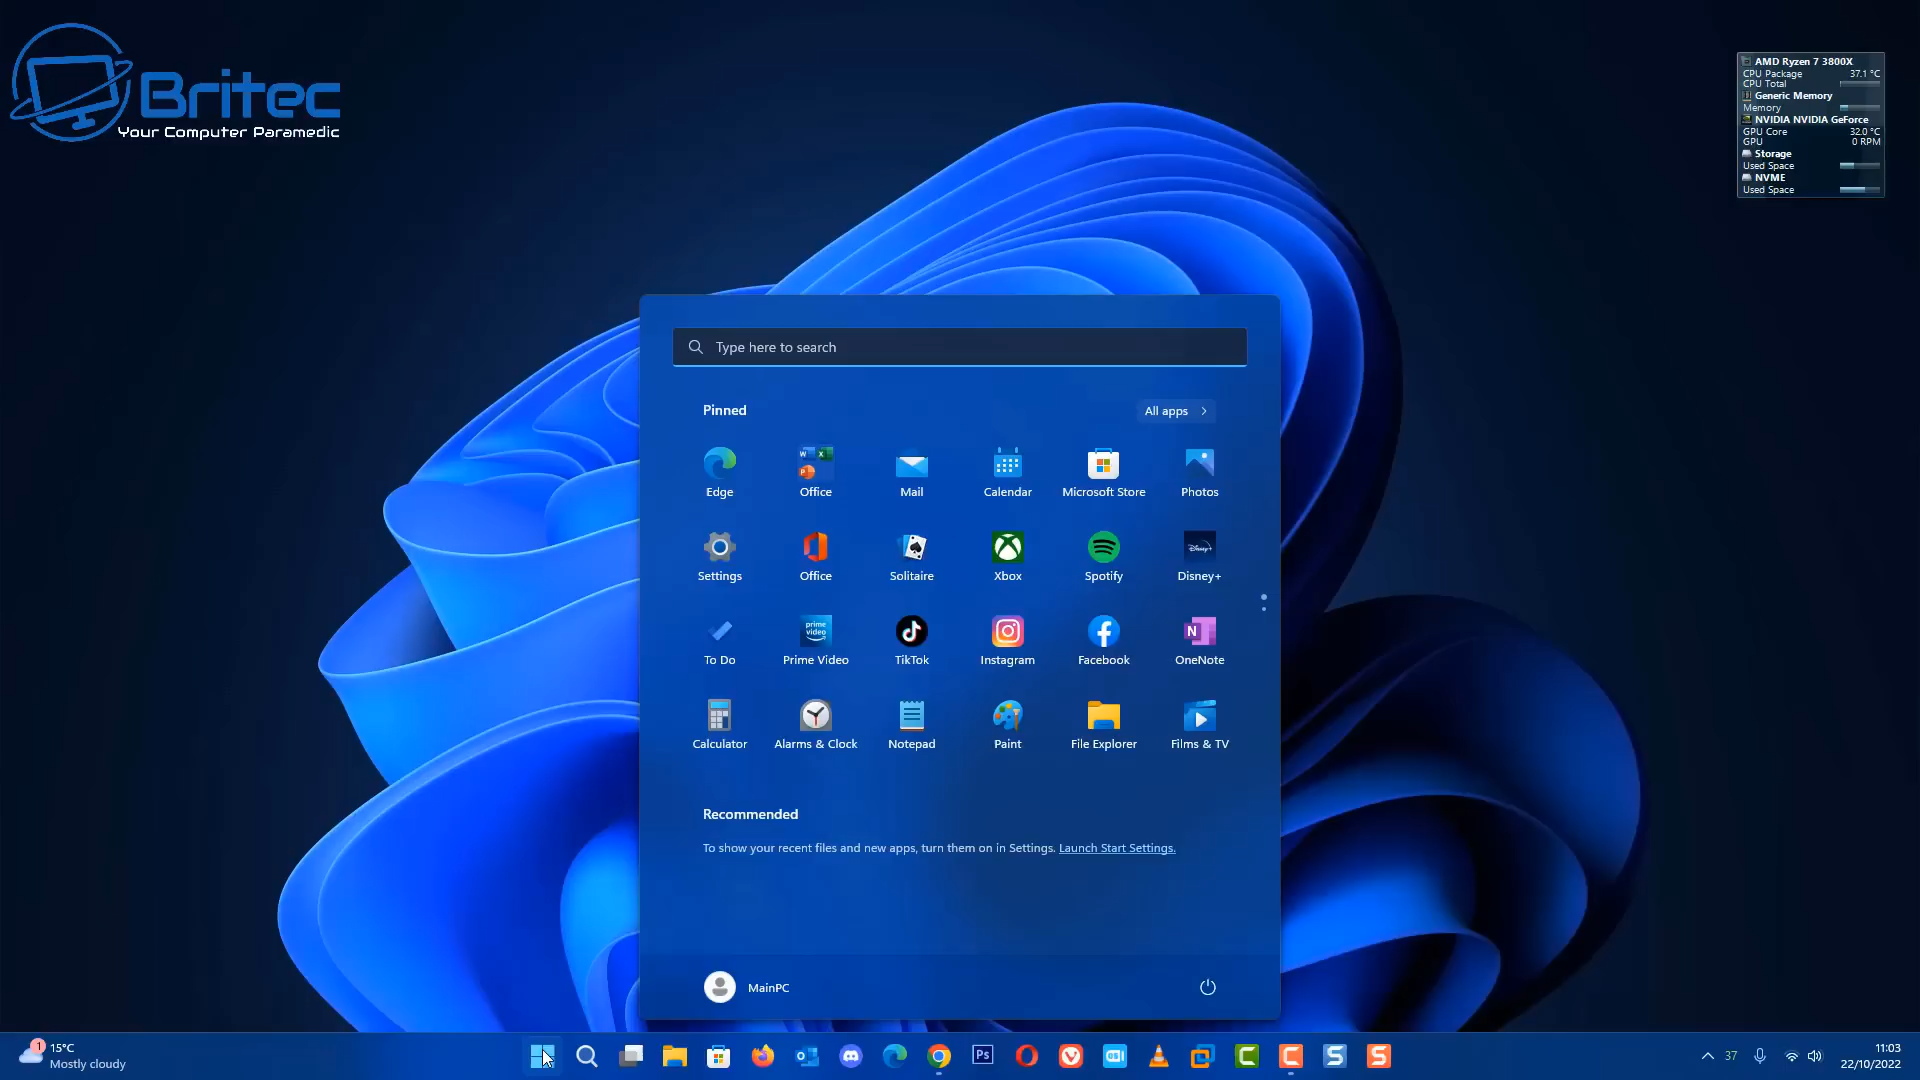 Britec
Your Computer Paramedic
AMD Ryzen 7 3800X
CPU Package 37.1 °C
CPU Total
Generic Memory
Memory
NVIDIA NVIDIA GeForce
GPU Core 32.0 °C
GPU 0 RPM
Storage
Used Space
NVME
Used Space
Type here to search
Pinned
All apps
Edge Office Mail Calendar Microsoft Store Photos
Settings Office Solitaire Xbox Spotify Disney+
To Do Prime Video TikTok Instagram Facebook OneNote
Calculator Alarms & Clock Notepad Paint File Explorer Films & TV
Recommended
To show your recent files and new apps, turn them on in Settings. Launch Start Settings.
MainPC
1
15°C
Mostly cloudy
37
11:03
22/10/2022